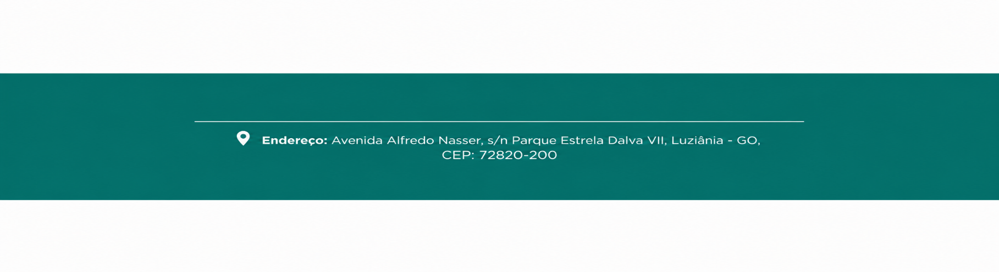 Endereço: Avenida Alfredo Nasser, s/n Parque Estrela Dalva VII, Luziânia - GO,
CEP: 72820-200